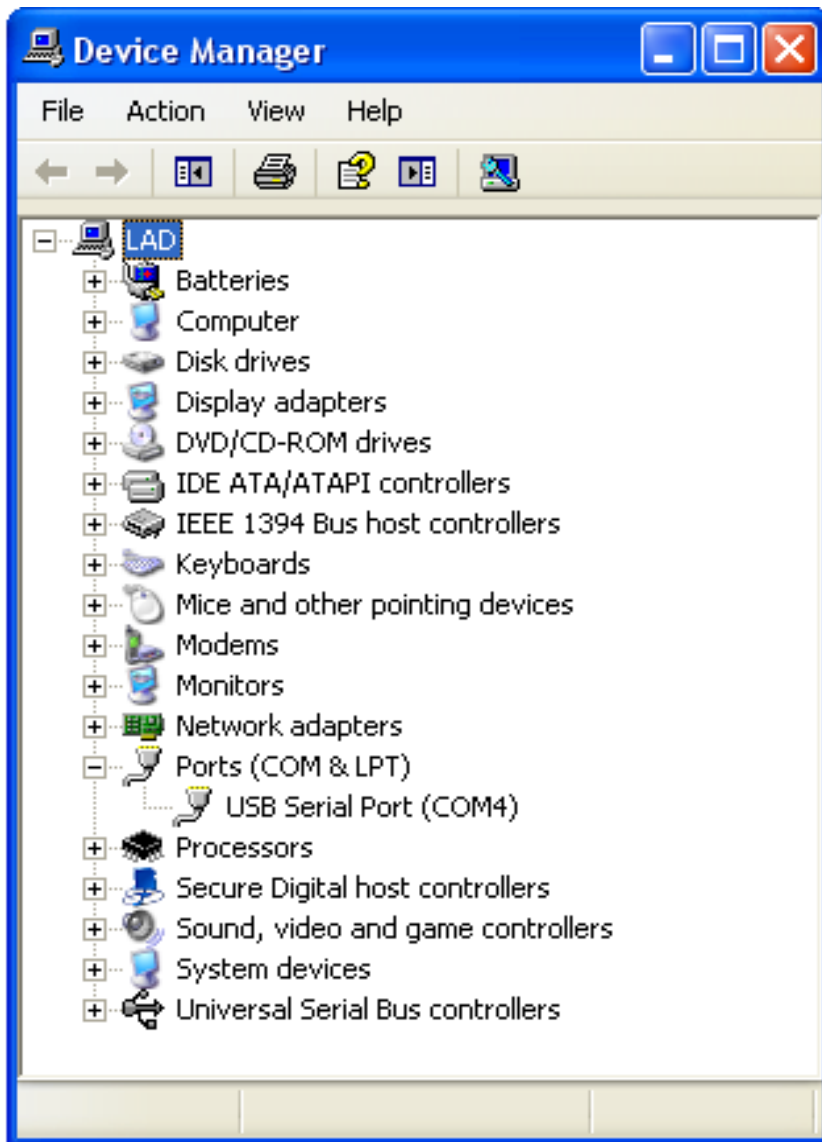 Device Manager
File Action View Help
LAD
Batteries
Computer
Disk drives
Display adapters
DVD/CD-ROM drives
IDE ATA/ATAPI controllers
IEEE 1394 Bus host controllers
Keyboards
Mice and other pointing devices
Modems
Monitors
Network adapters
Ports (COM & LPT)
USB Serial Port (COM4)
Processors
Secure Digital host controllers
Sound, video and game controllers
System devices
Universal Serial Bus controllers